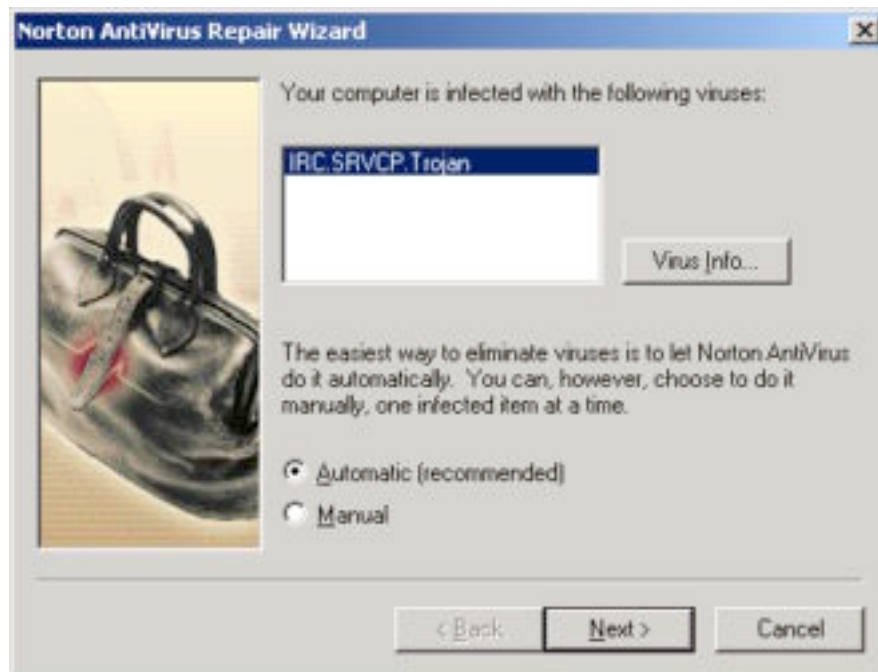 Norton AntiVirus Repair Wizard
Your computer is infected with the following viruses:
IRC.SRVCP.Trojan
Virus Info...
The easiest way to eliminate viruses is to let Norton AntiVirus
do it automatically. You can, however, choose to do it
manually, one infected item at a time.
Automatic (recommended)
Manual
< Back
Next >
Cancel